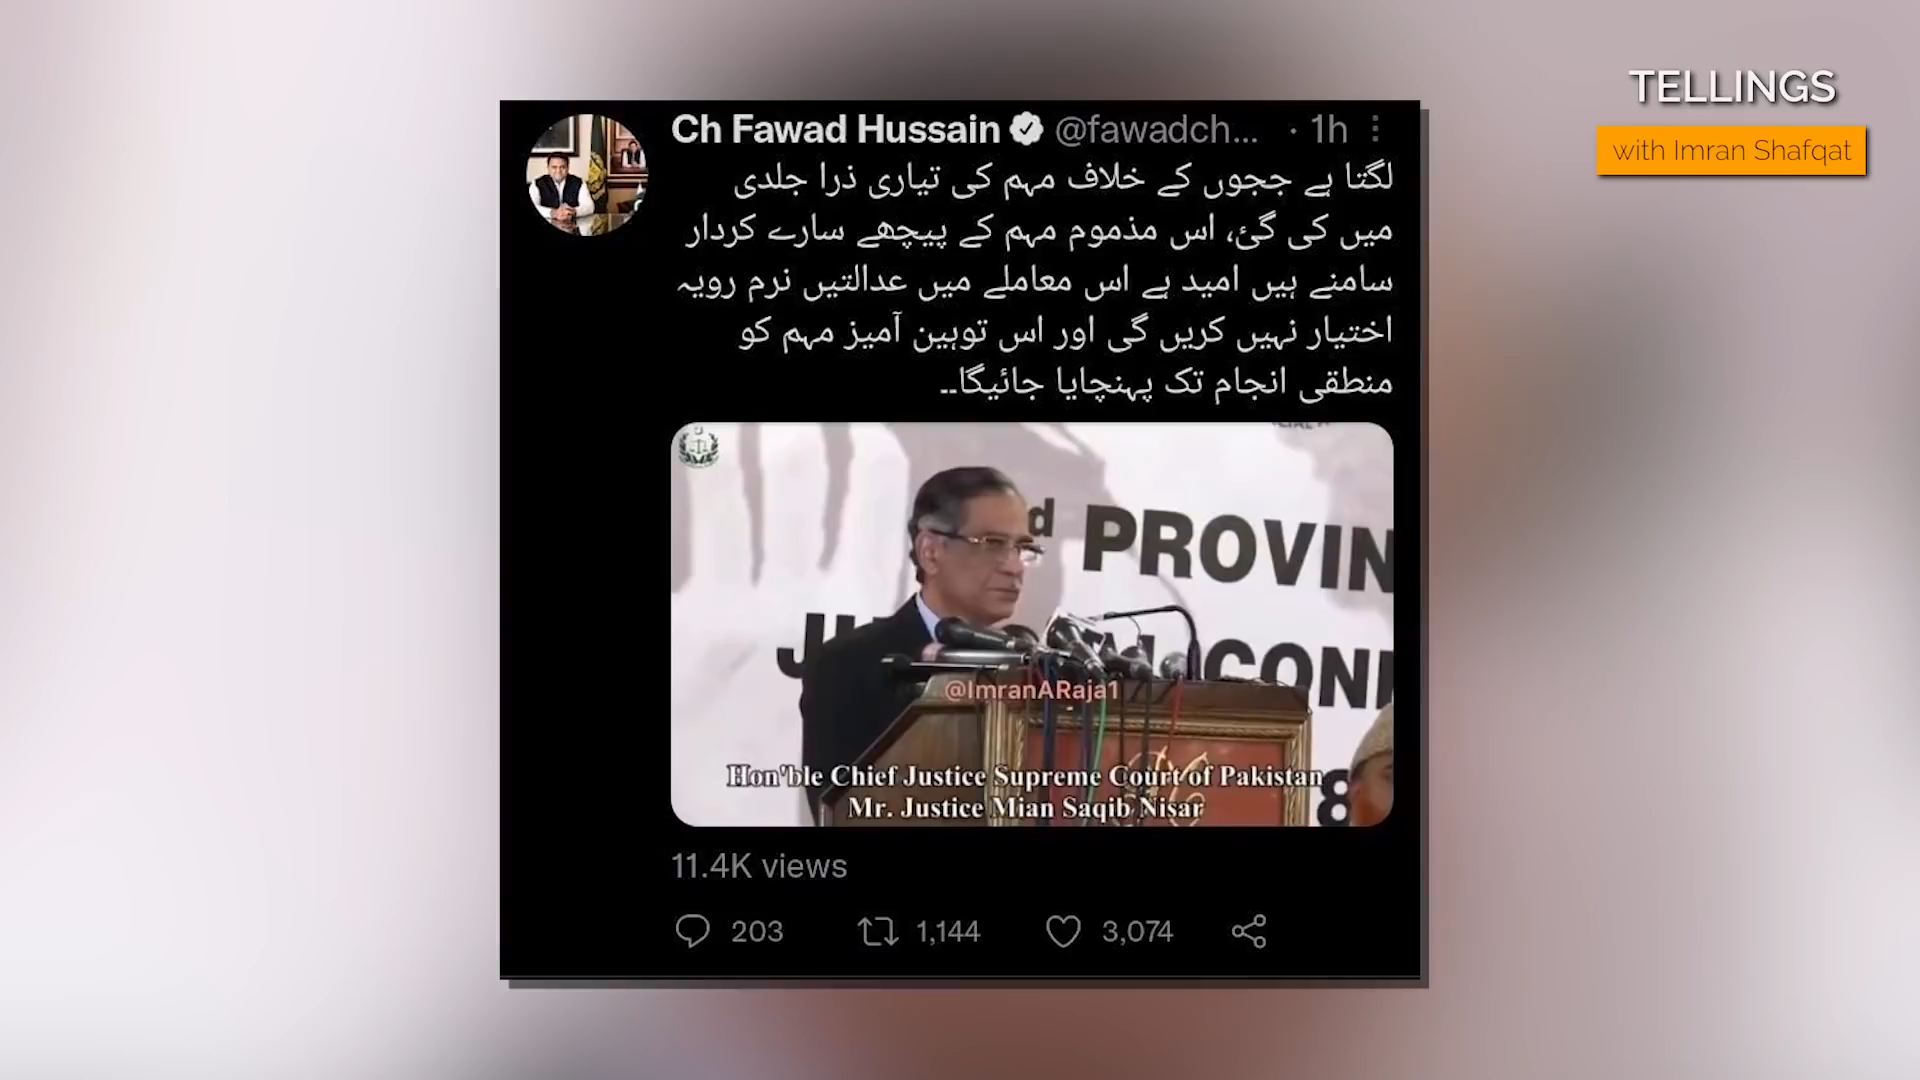 TELLINGS
with Imran Shafqat
Ch Fawad Hussain @fawadch... · 1h
لگتا ہے ججوں کے خلاف مہم کی تیاری ذرا جلدی
میں کی گئ، اس مذموم مہم کے پیچھے سارے کردار
سامنے ہیں امید ہے اس معاملے میں عدالتیں نرم رویہ
اختیار نہیں کریں گی اور اس توہین آمیز مہم کو
منطقی انجام تک پہنچایا جائیگا۔۔
d PROVIN
CONF
@ImranARaja1
8
Hon'ble Chief Justice Supreme Court of Pakistan
Mr. Justice Mian Saqib Nisar
11.4K views
203 1,144 3,074